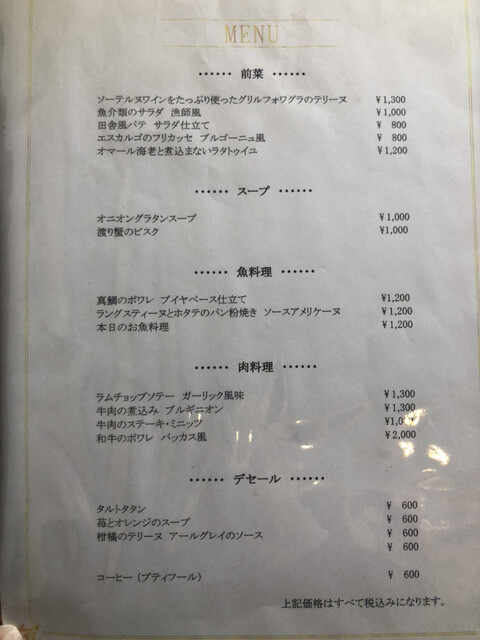 MENU
・・・・・・ 前菜 ・・・・・・
ソーテルヌワインをたっぷり使ったグリルフォワグラのテリーヌ ¥1,300
魚介類のサラダ 漁師風 ¥1,000
田舎風パテ サラダ仕立て ¥ 800
エスカルゴのフリカッセ ブルゴーニュ風 ¥ 800
オマール海老と煮込まないラタトゥイユ ¥1,200
・・・・・・ スープ ・・・・・・
オニオングラタンスープ ¥1,000
渡り蟹のビスク ¥1,000
・・・・・・ 魚料理 ・・・・・・
真鯛のポワレ ブイヤベース仕立て ¥1,200
ラングスティーヌとホタテのパン粉焼き ソースアメリケーヌ ¥1,200
本日のお魚料理 ¥1,200
・・・・・・ 肉料理 ・・・・・・
ラムチョップソテー ガーリック風味 ¥1,300
牛肉の煮込み ブルギニオン ¥1,300
牛肉のステーキ・ミニッツ
和牛のポワレ バッカス風 ¥2,000
・・・・・・ デセール ・・・・・・
タルトタタン ¥ 600
苺とオレンジのスープ ¥ 600
柑橘のテリーヌ アールグレイのソース ¥ 600
¥ 600
コーヒー (プティフール) ¥ 600
上記価格はすべて税込みになります。